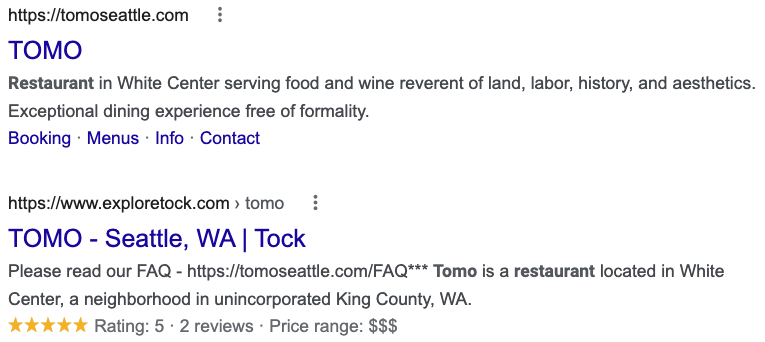 https://tomoseattle.com
TOMO
Restaurant in White Center serving food and wine reverent of land, labor, history, and aesthetics.
Exceptional dining experience free of formality.
Booking · Menus · Info · Contact
https://www.exploretock.com › tomo
TOMO - Seattle, WA | Tock
Please read our FAQ - https://tomoseattle.com/FAQ*** Tomo is a restaurant located in White
Center, a neighborhood in unincorporated King County, WA.
Rating: 5 · 2 reviews · Price range: $$$